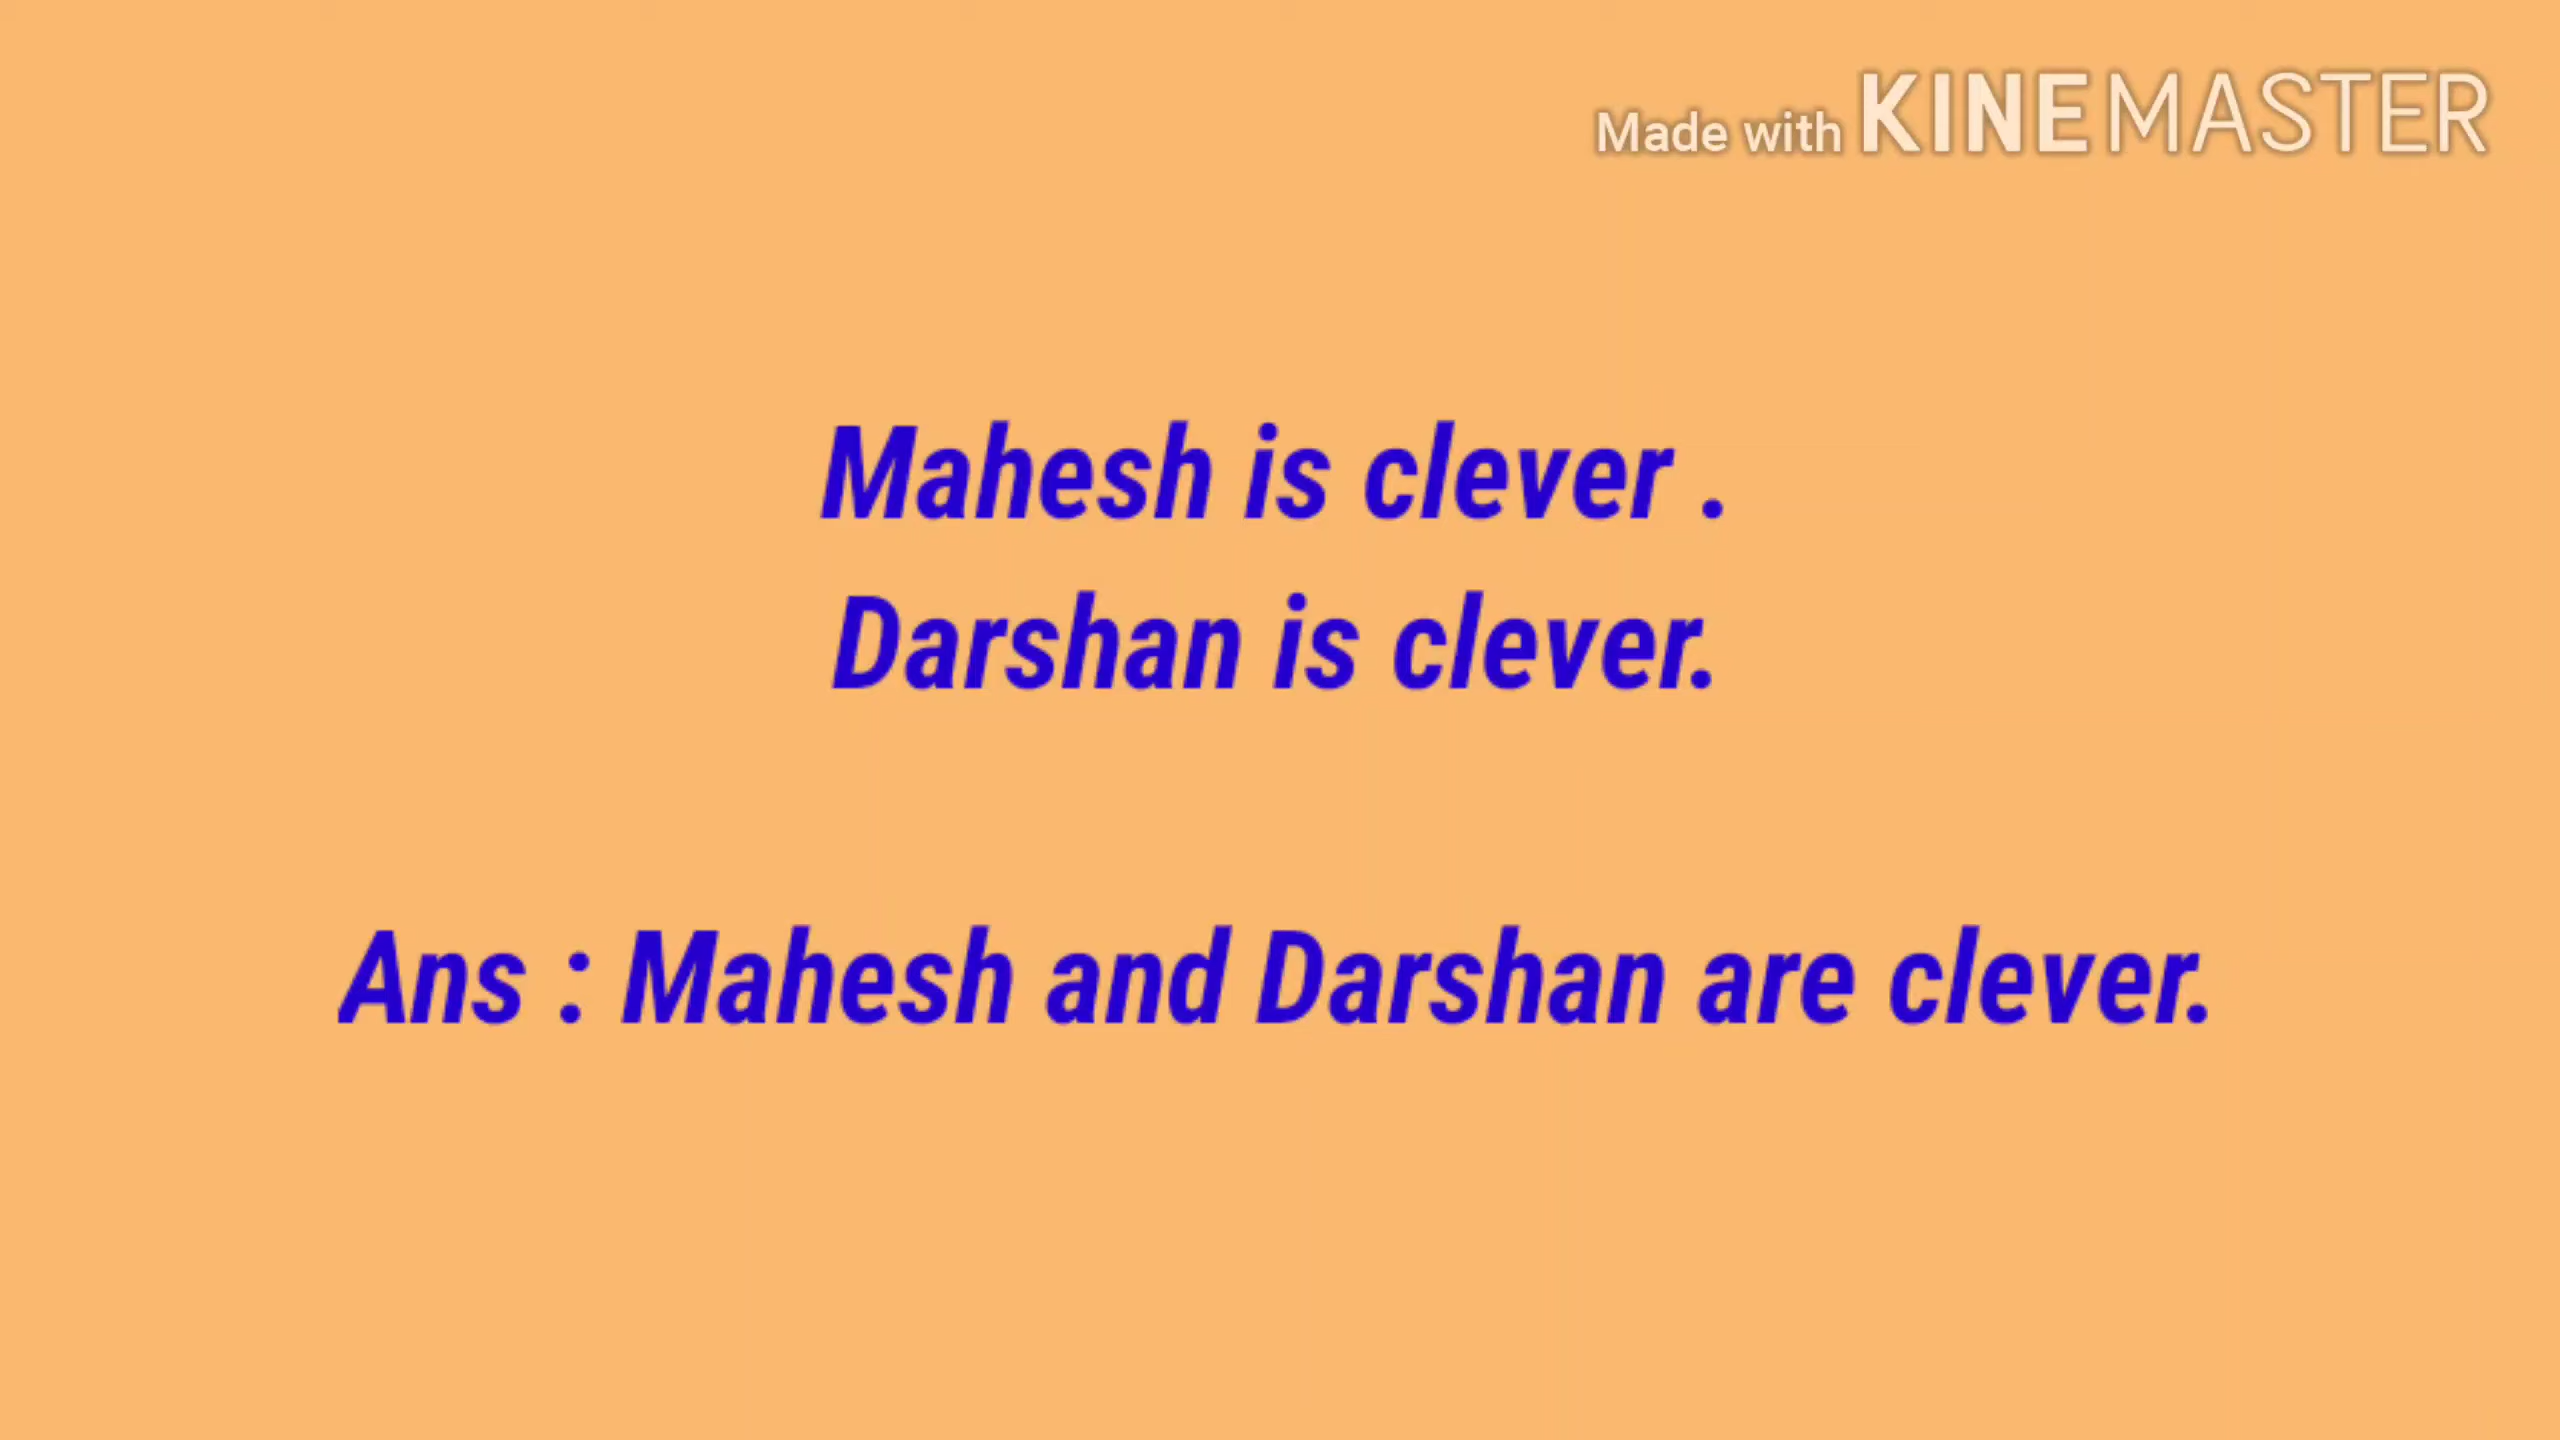 Made with KINEMASTER
Mahesh is clever .
Darshan is clever.
Ans : Mahesh and Darshan are clever.